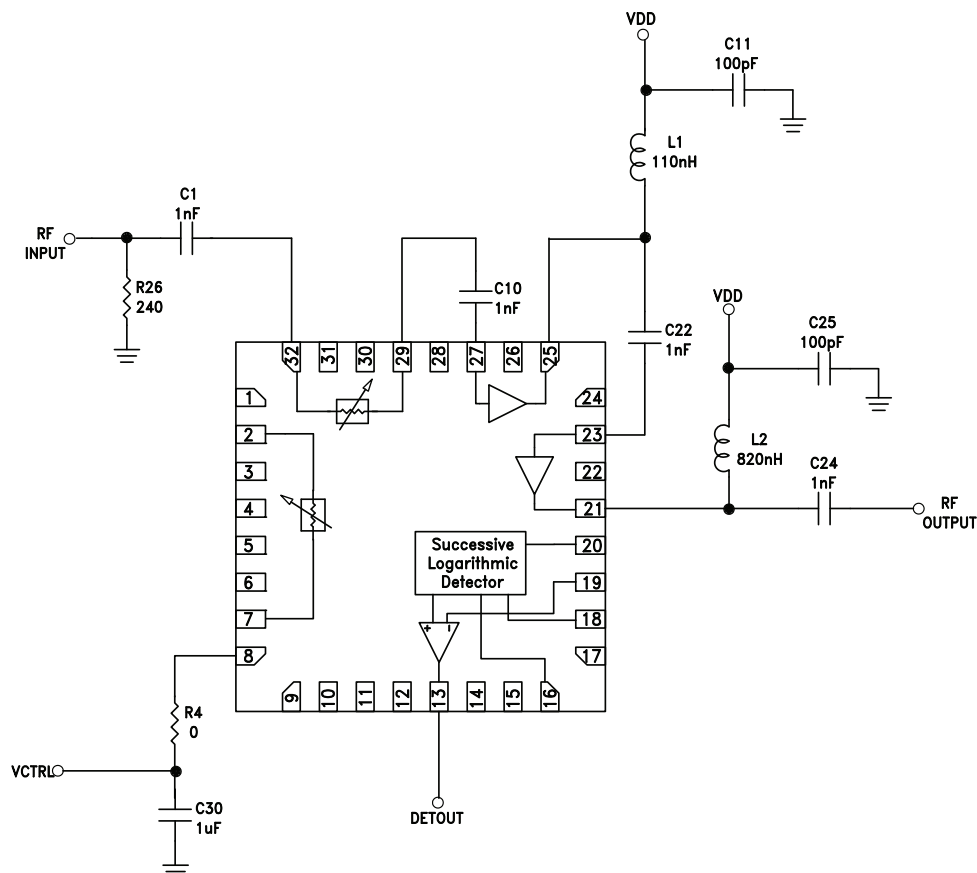 VDD
C11
100pF
L1
110nH
C1
1nF
RF
INPUT
R26
240
C10
1nF
VDD
C25
100pF
C22
1nF
32
31
30
29
28
27
26
25
1
24
2
23
L2
820nH
C24
1nF
3
22
4
21
RF
OUTPUT
5
Successive
Logarithmic
Detector
20
6
19
7
+
-
18
8
17
9
10
11
12
13
14
15
16
R4
0
VCTRL
C30
1uF
DETOUT